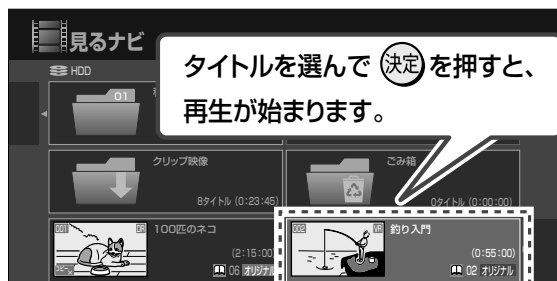 見るナビ
HDD
タイトルを選んで 決定 を押すと、
再生が始まります。
01
クリップ映像
8タイトル (0:23:45)
ごみ箱
0タイトル (0:00:00)
001
DR
100匹のネコ
(2:15:00)
06 オリジナル
002
VR
釣り入門
(0:55:00)
02 オリジナル